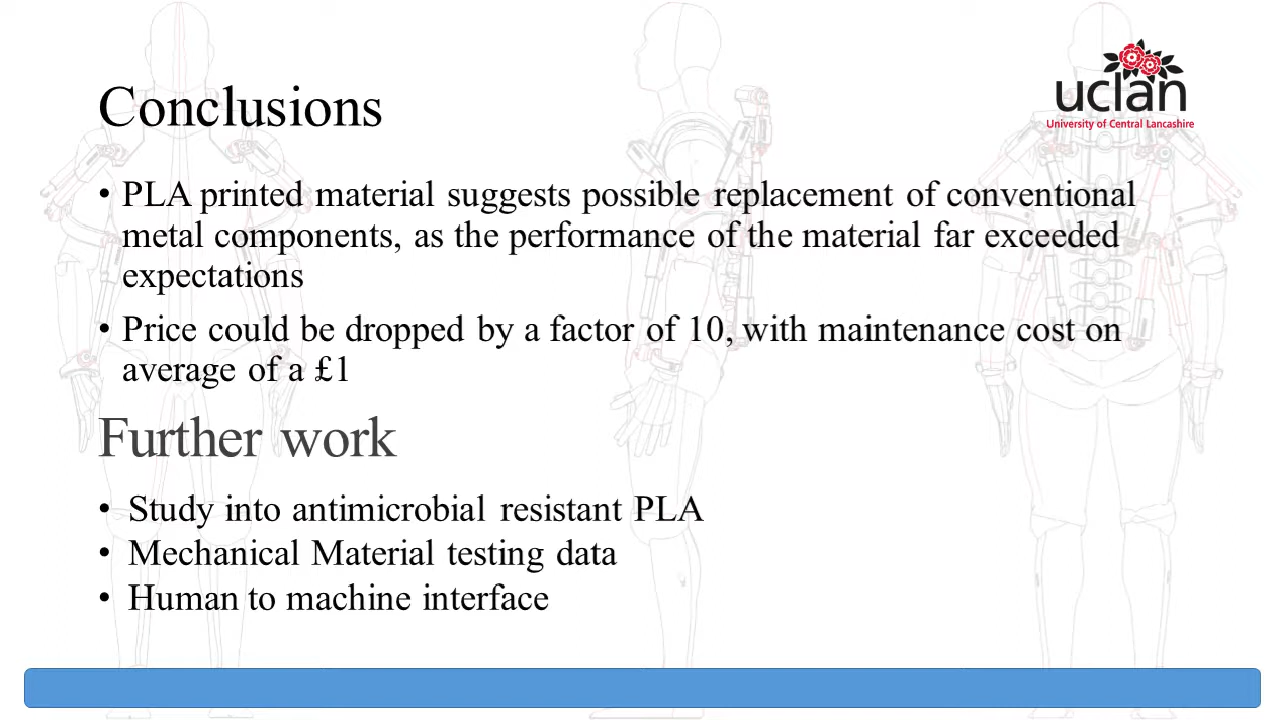 uclan
University of Central Lancashire
Conclusions
• PLA printed material suggests possible replacement of conventional
metal components, as the performance of the material far exceeded
expectations
• Price could be dropped by a factor of 10, with maintenance cost on
average of a £1
Further work
• Study into antimicrobial resistant PLA
• Mechanical Material testing data
• Human to machine interface